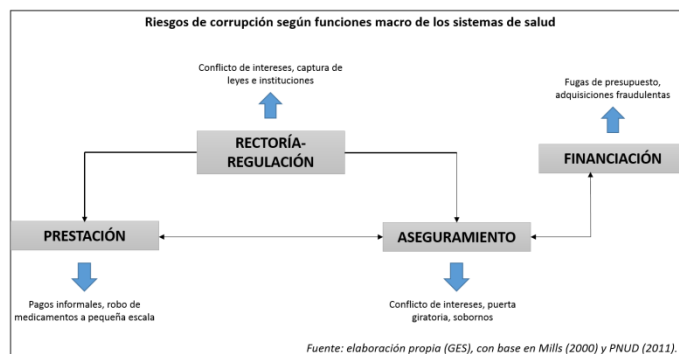 Riesgos de corrupción según funciones macro de los sistemas de salud
Conflicto de intereses, captura de
leyes e instituciones
Fugas de presupuesto,
adquisiciones fraudulentas
RECTORÍA-
REGULACIÓN
FINANCIACIÓN
PRESTACIÓN
ASEGURAMIENTO
Pagos informales, robo de
medicamentos a pequeña escala
Conflicto de intereses, puerta
giratoria, sobornos
Fuente: elaboración propia (GES), con base en Mills (2000) y PNUD (2011).